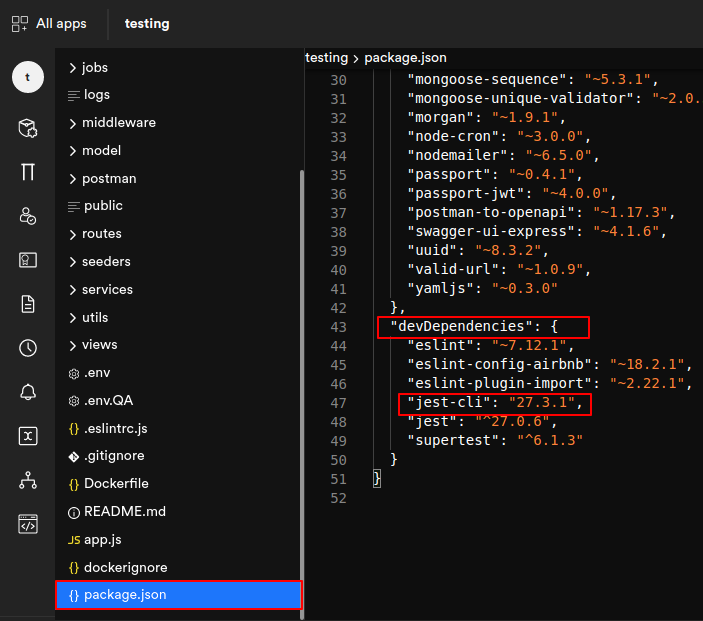 All apps
testing
t
jobs
logs
middleware
model
postman
public
routes
seeders
services
utils
views
.env
.env.QA
{} .eslintrc.js
.gitignore
{} Dockerfile
README.md
JS app.js
{} dockerignore
{} package.json
testing > package.json
30 "mongoose-sequence": "~5.3.1",
31 "mongoose-unique-validator": "~2.0.
32 "morgan": "~1.9.1",
33 "node-cron": "~3.0.0",
34 "nodemailer": "~6.5.0",
35 "passport": "~0.4.1",
36 "passport-jwt": "~4.0.0",
37 "postman-to-openapi": "~1.17.3",
38 "swagger-ui-express": "~4.1.6",
39 "uuid": "~8.3.2",
40 "valid-url": "~1.0.9",
41 "yamljs": "~0.3.0"
42 },
43 "devDependencies": {
44 "eslint": "~7.12.1",
45 "eslint-config-airbnb": "~18.2.1",
46 "eslint-plugin-import": "~2.22.1",
47 "jest-cli": "27.3.1",
48 "jest": "^27.0.6",
49 "supertest": "^6.1.3"
50 }
51 }
52